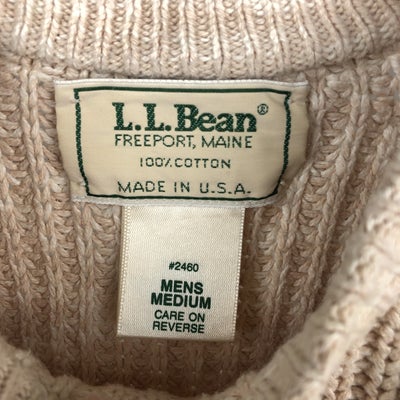 L.L.Bean®
FREEPORT, MAINE
100% COTTON
MADE IN U.S.A.
#2460
MENS
MEDIUM
CARE ON
REVERSE